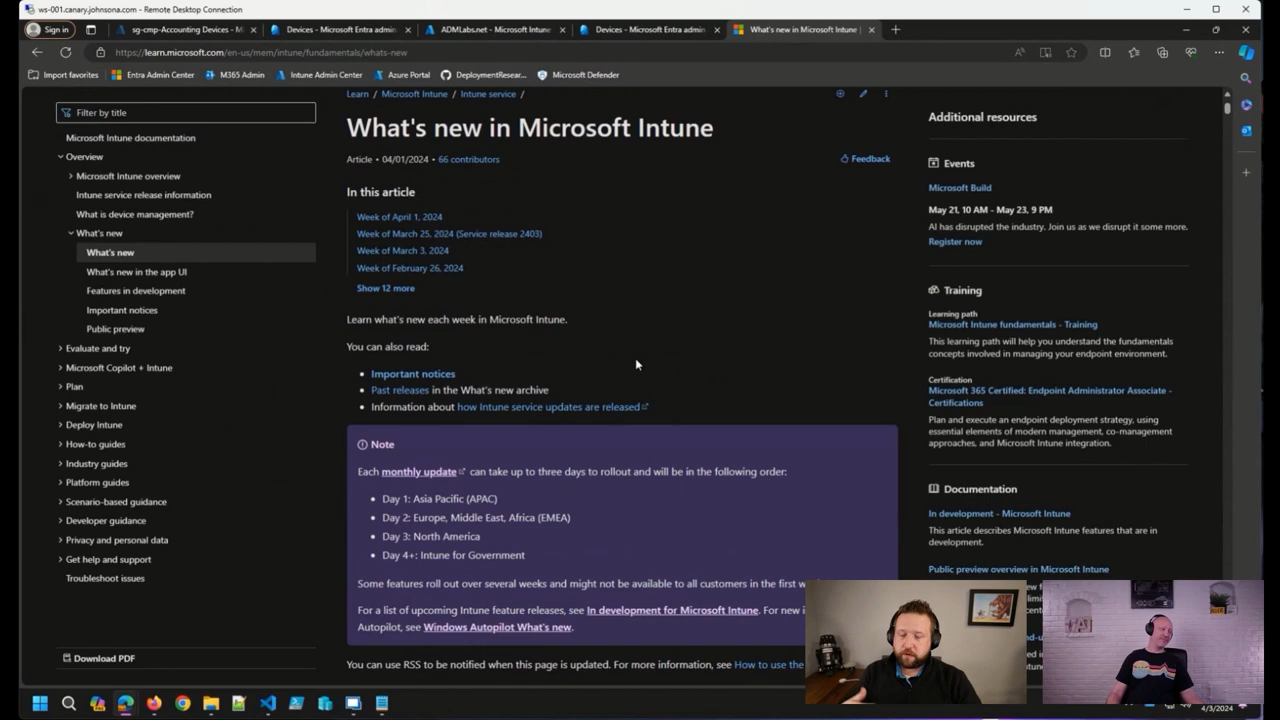 ws-001.canary.johnsona.com - Remote Desktop Connection
Sign in
sg-cmp-Accounting Devices - M
Devices - Microsoft Entra admin
ADMLabs.net - Microsoft Intune
Devices - Microsoft Entra admin
What's new in Microsoft Intune |
https://learn.microsoft.com/en-us/mem/intune/fundamentals/whats-new
Import favorites
Entra Admin Center
M365 Admin
Intune Admin Center
Azure Portal
DeploymentResear...
Microsoft Defender
Filter by title
Microsoft Intune documentation
Overview
Microsoft Intune overview
Intune service release information
What is device management?
What's new
What's new
What's new in the app UI
Features in development
Important notices
Public preview
Evaluate and try
Microsoft Copilot + Intune
Plan
Migrate to Intune
Deploy Intune
How-to guides
Industry guides
Platform guides
Scenario-based guidance
Developer guidance
Privacy and personal data
Get help and support
Troubleshoot issues
Download PDF
Learn / Microsoft Intune / Intune service /
What's new in Microsoft Intune
Article • 04/01/2024 • 66 contributors
Feedback
In this article
Week of April 1, 2024
Week of March 25, 2024 (Service release 2403)
Week of March 3, 2024
Week of February 26, 2024
Show 12 more
Learn what's new each week in Microsoft Intune.
You can also read:
• Important notices
• Past releases in the What's new archive
• Information about how Intune service updates are released
Note
Each monthly update can take up to three days to rollout and will be in the following order:
• Day 1: Asia Pacific (APAC)
• Day 2: Europe, Middle East, Africa (EMEA)
• Day 3: North America
• Day 4+: Intune for Government
Some features roll out over several weeks and might not be available to all customers in the first w
For a list of upcoming Intune feature releases, see In development for Microsoft Intune. For new i
Autopilot, see Windows Autopilot What's new.
You can use RSS to be notified when this page is updated. For more information, see How to use the
Additional resources
Events
Microsoft Build
May 21, 10 AM - May 23, 9 PM
AI has disrupted the industry. Join us as we disrupt it some more.
Register now
Training
Learning path
Microsoft Intune fundamentals - Training
This learning path will help you understand the fundamentals
concepts involved in managing your endpoint environment.
Certification
Microsoft 365 Certified: Endpoint Administrator Associate -
Certifications
Plan and execute an endpoint deployment strategy, using
essential elements of modern management, co-management
approaches, and Microsoft Intune integration.
Documentation
In development - Microsoft Intune
This article describes Microsoft Intune features that are in
development.
Public preview overview in Microsoft Intune
4/3/2024